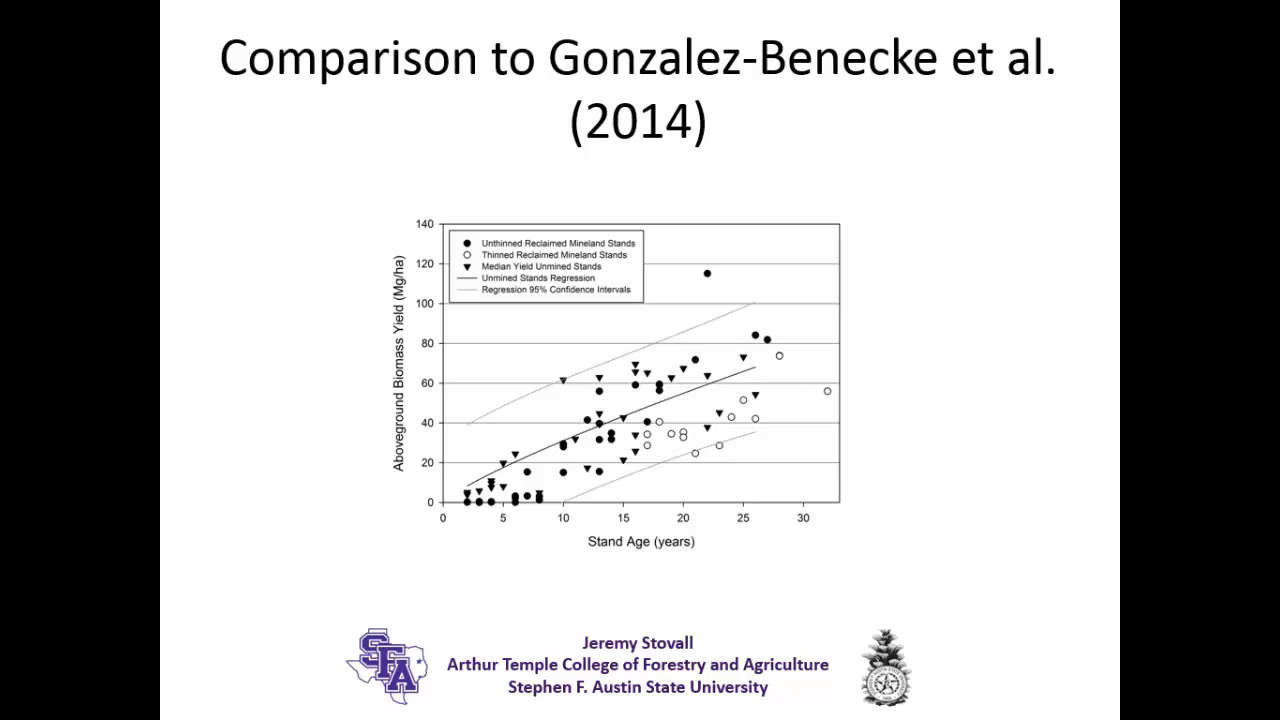 Comparison to Gonzalez-Benecke et al.
(2014)
140
120
100
80
60
40
20
0
Aboveground Biomass Yield (Mg/ha)
Unthinned Reclaimed Mineland Stands
Thinned Reclaimed Mineland Stands
Median Yield Unmined Stands
Unmined Stands Regression
Regression 95% Confidence Intervals
0 5 10 15 20 25 30
Stand Age (years)
SFA
Jeremy Stovall
Arthur Temple College of Forestry and Agriculture
Stephen F. Austin State University